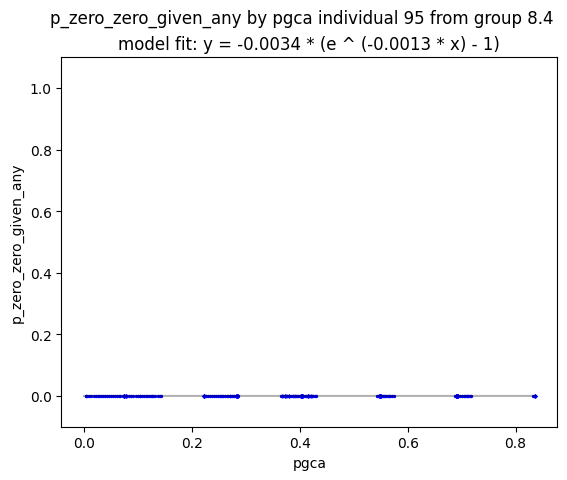 p_zero_zero_given_any by pgca individual 95 from group 8.4
model fit: y = -0.0034 * (e ^ (-0.0013 * x) - 1)
p_zero_zero_given_any
1.0
0.8
0.6
0.4
0.2
0.0
0.0 0.2 0.4 0.6 0.8
pgca